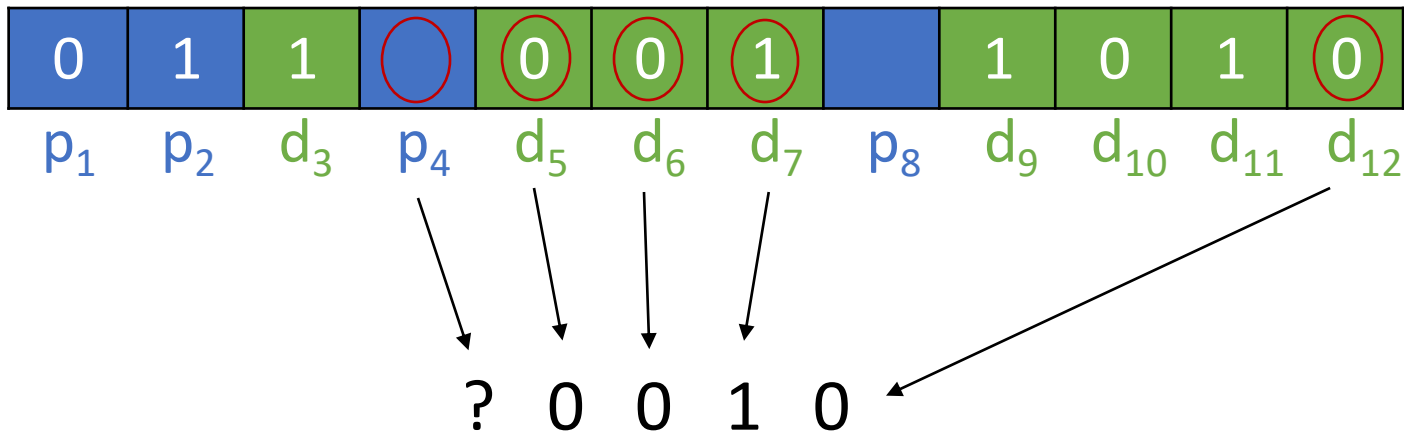 0 1 1 0 0 1 1 0 1 0
p₁ p₂ d₃ p₄ d₅ d₆ d₇ p₈ d₉ d₁₀ d₁₁ d₁₂
? 0 0 1 0